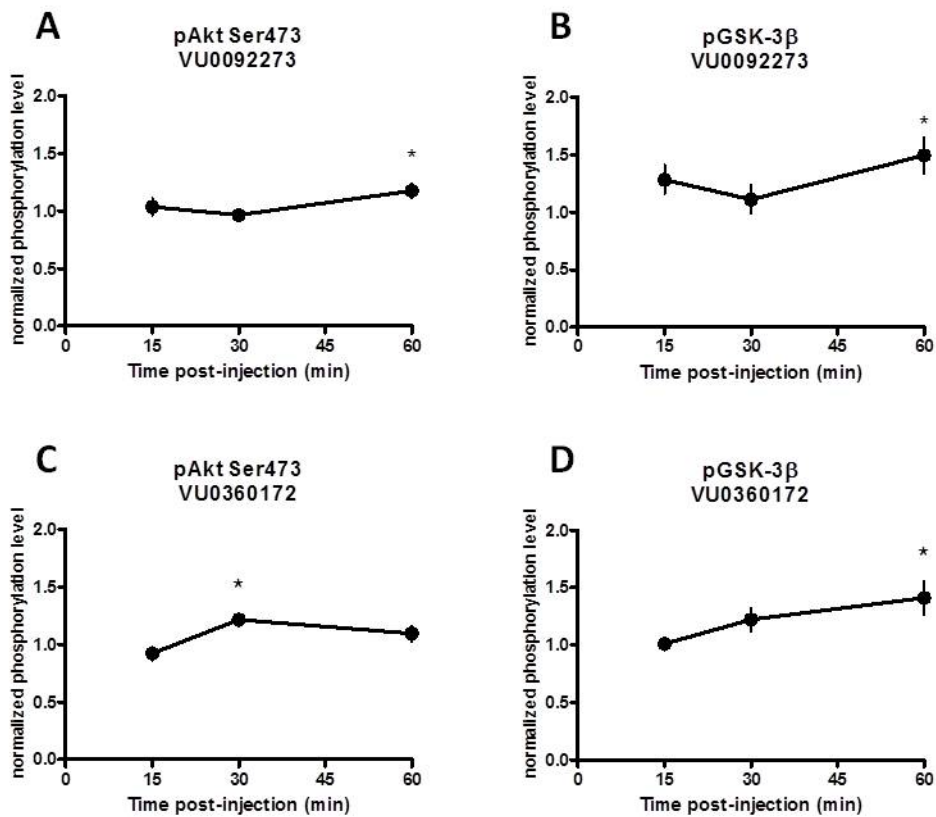 A
pAkt Ser473
VU0092273
normalized phosphorylation level
2.0
1.5
1.0
0.5
0.0
*
0 15 30 45 60
Time post-injection (min)
B
pGSK-3β
VU0092273
normalized phosphorylation level
2.0
1.5
1.0
0.5
0.0
*
0 15 30 45 60
Time post-injection (min)
C
pAkt Ser473
VU0360172
normalized phosphorylation level
2.0
1.5
1.0
0.5
0.0
*
0 15 30 45 60
Time post-injection (min)
D
pGSK-3β
VU0360172
normalized phosphorylation level
2.0
1.5
1.0
0.5
0.0
*
0 15 30 45 60
Time post-injection (min)